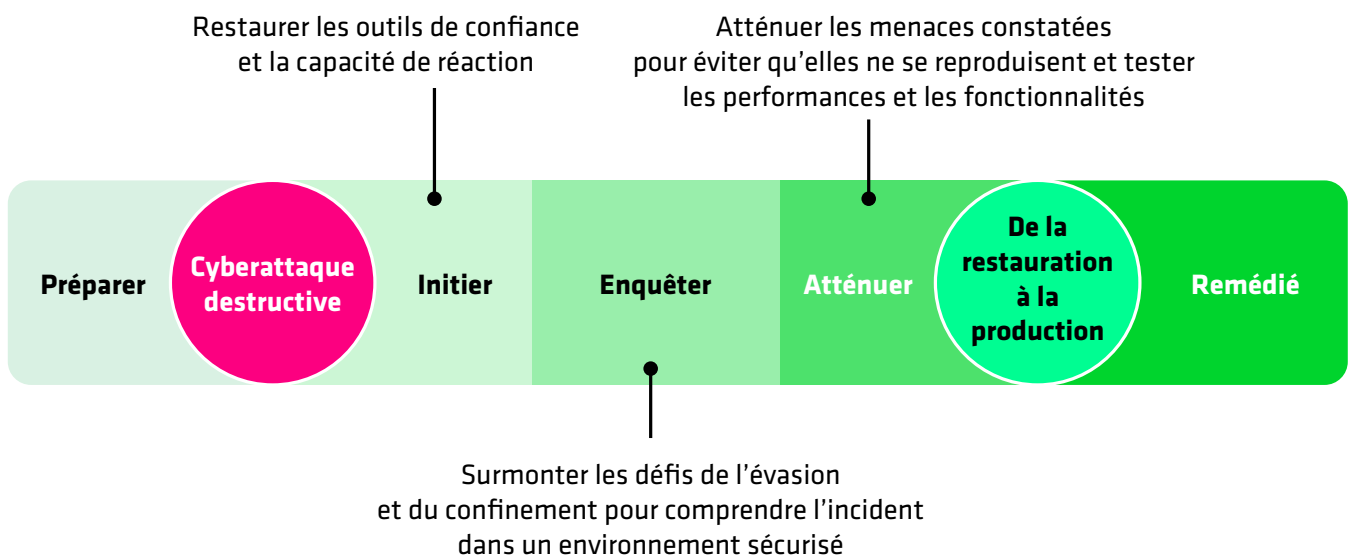 Restaurer les outils de confiance
et la capacité de réaction
Atténuer les menaces constatées
pour éviter qu’elles ne se reproduisent et tester
les performances et les fonctionnalités
Préparer
Cyberattaque
destructive
Initier
Enquêter
Atténuer
De la
restauration
à la
production
Remédié
Surmonter les défis de l’évasion
et du confinement pour comprendre l’incident
dans un environnement sécurisé